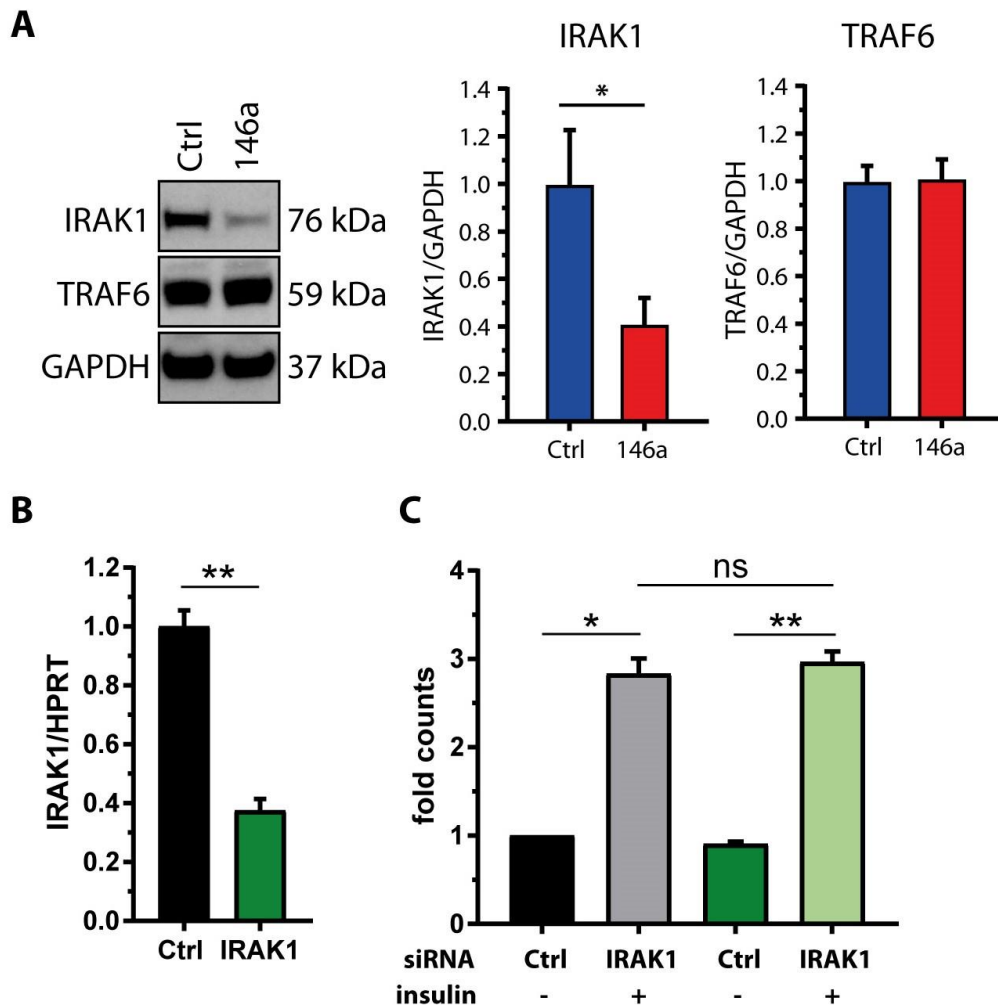 A
Ctrl
146a
IRAK1
76 kDa
TRAF6
59 kDa
GAPDH
37 kDa
IRAK1
IRAK1/GAPDH
1.4
1.2
1.0
0.8
0.6
0.4
0.2
0.0
*
Ctrl
146a
TRAF6
TRAF6/GAPDH
1.4
1.2
1.0
0.8
0.6
0.4
0.2
0.0
Ctrl
146a
B
IRAK1/HPRT
1.2
1.0
0.8
0.6
0.4
0.2
0.0
**
Ctrl
IRAK1
C
fold counts
4
3
2
1
0
ns
*
**
siRNA Ctrl IRAK1 Ctrl IRAK1
insulin - + - +